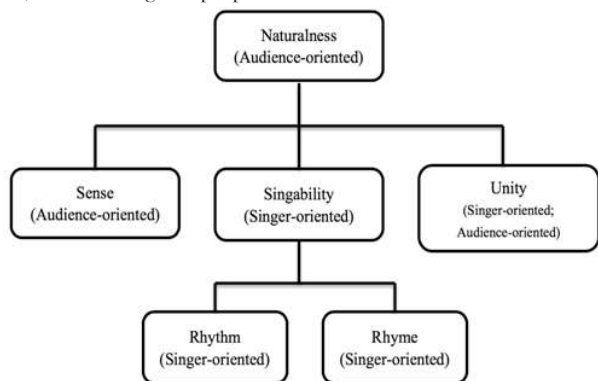 Naturalness
(Audience-oriented)
Sense
(Audience-oriented)
Singability
(Singer-oriented)
Unity
(Singer-oriented;
Audience-oriented)
Rhythm
(Singer-oriented)
Rhyme
(Singer-oriented)